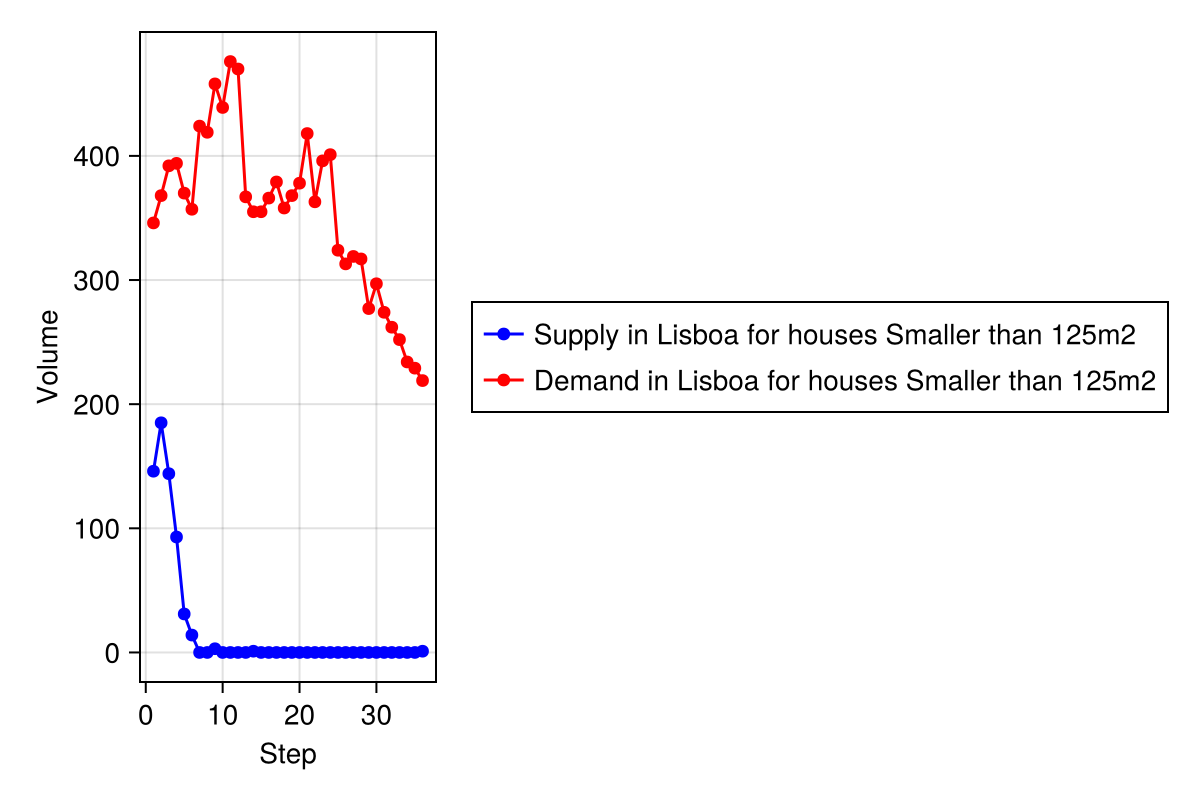 Volume
400
300
200
100
0
0 10 20 30
Step
Supply in Lisboa for houses Smaller than 125m2
Demand in Lisboa for houses Smaller than 125m2